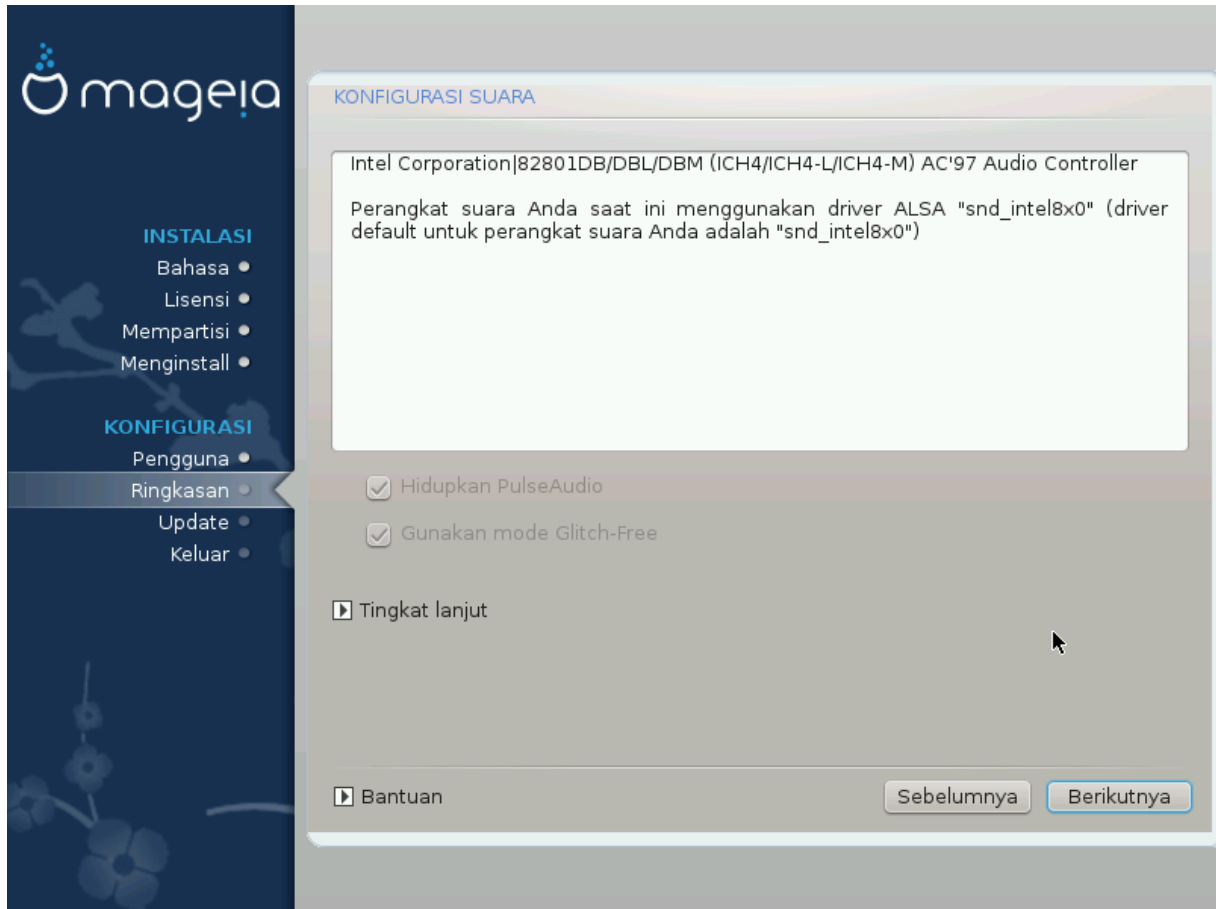 mageia
KONFIGURASI SUARA
Intel Corporation|82801DB/DBL/DBM (ICH4/ICH4-L/ICH4-M) AC'97 Audio Controller
Perangkat suara Anda saat ini menggunakan driver ALSA "snd_intel8x0" (driver
default untuk perangkat suara Anda adalah "snd_intel8x0")
INSTALASI
Bahasa
Lisensi
Mempartisi
Menginstall
KONFIGURASI
Pengguna
Ringkasan
Update
Keluar
Hidupkan PulseAudio
Gunakan mode Glitch-Free
Tingkat lanjut
Bantuan
Sebelumnya
Berikutnya